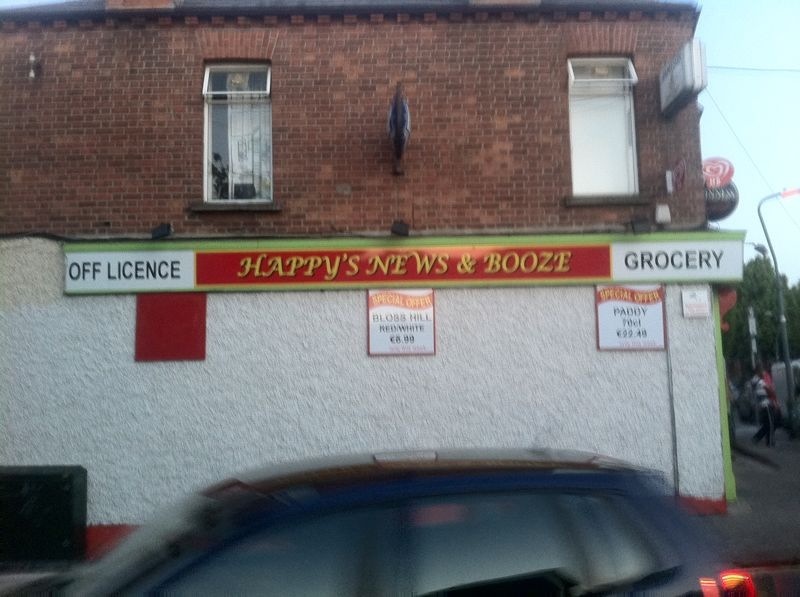 OFF LICENCE
HAPPY'S NEWS & BOOZE
GROCERY
SPECIAL OFFER
BLOSS HILL
RED/WHITE
€8.99
SPECIAL OFFER
PADDY
70cl
€22.49